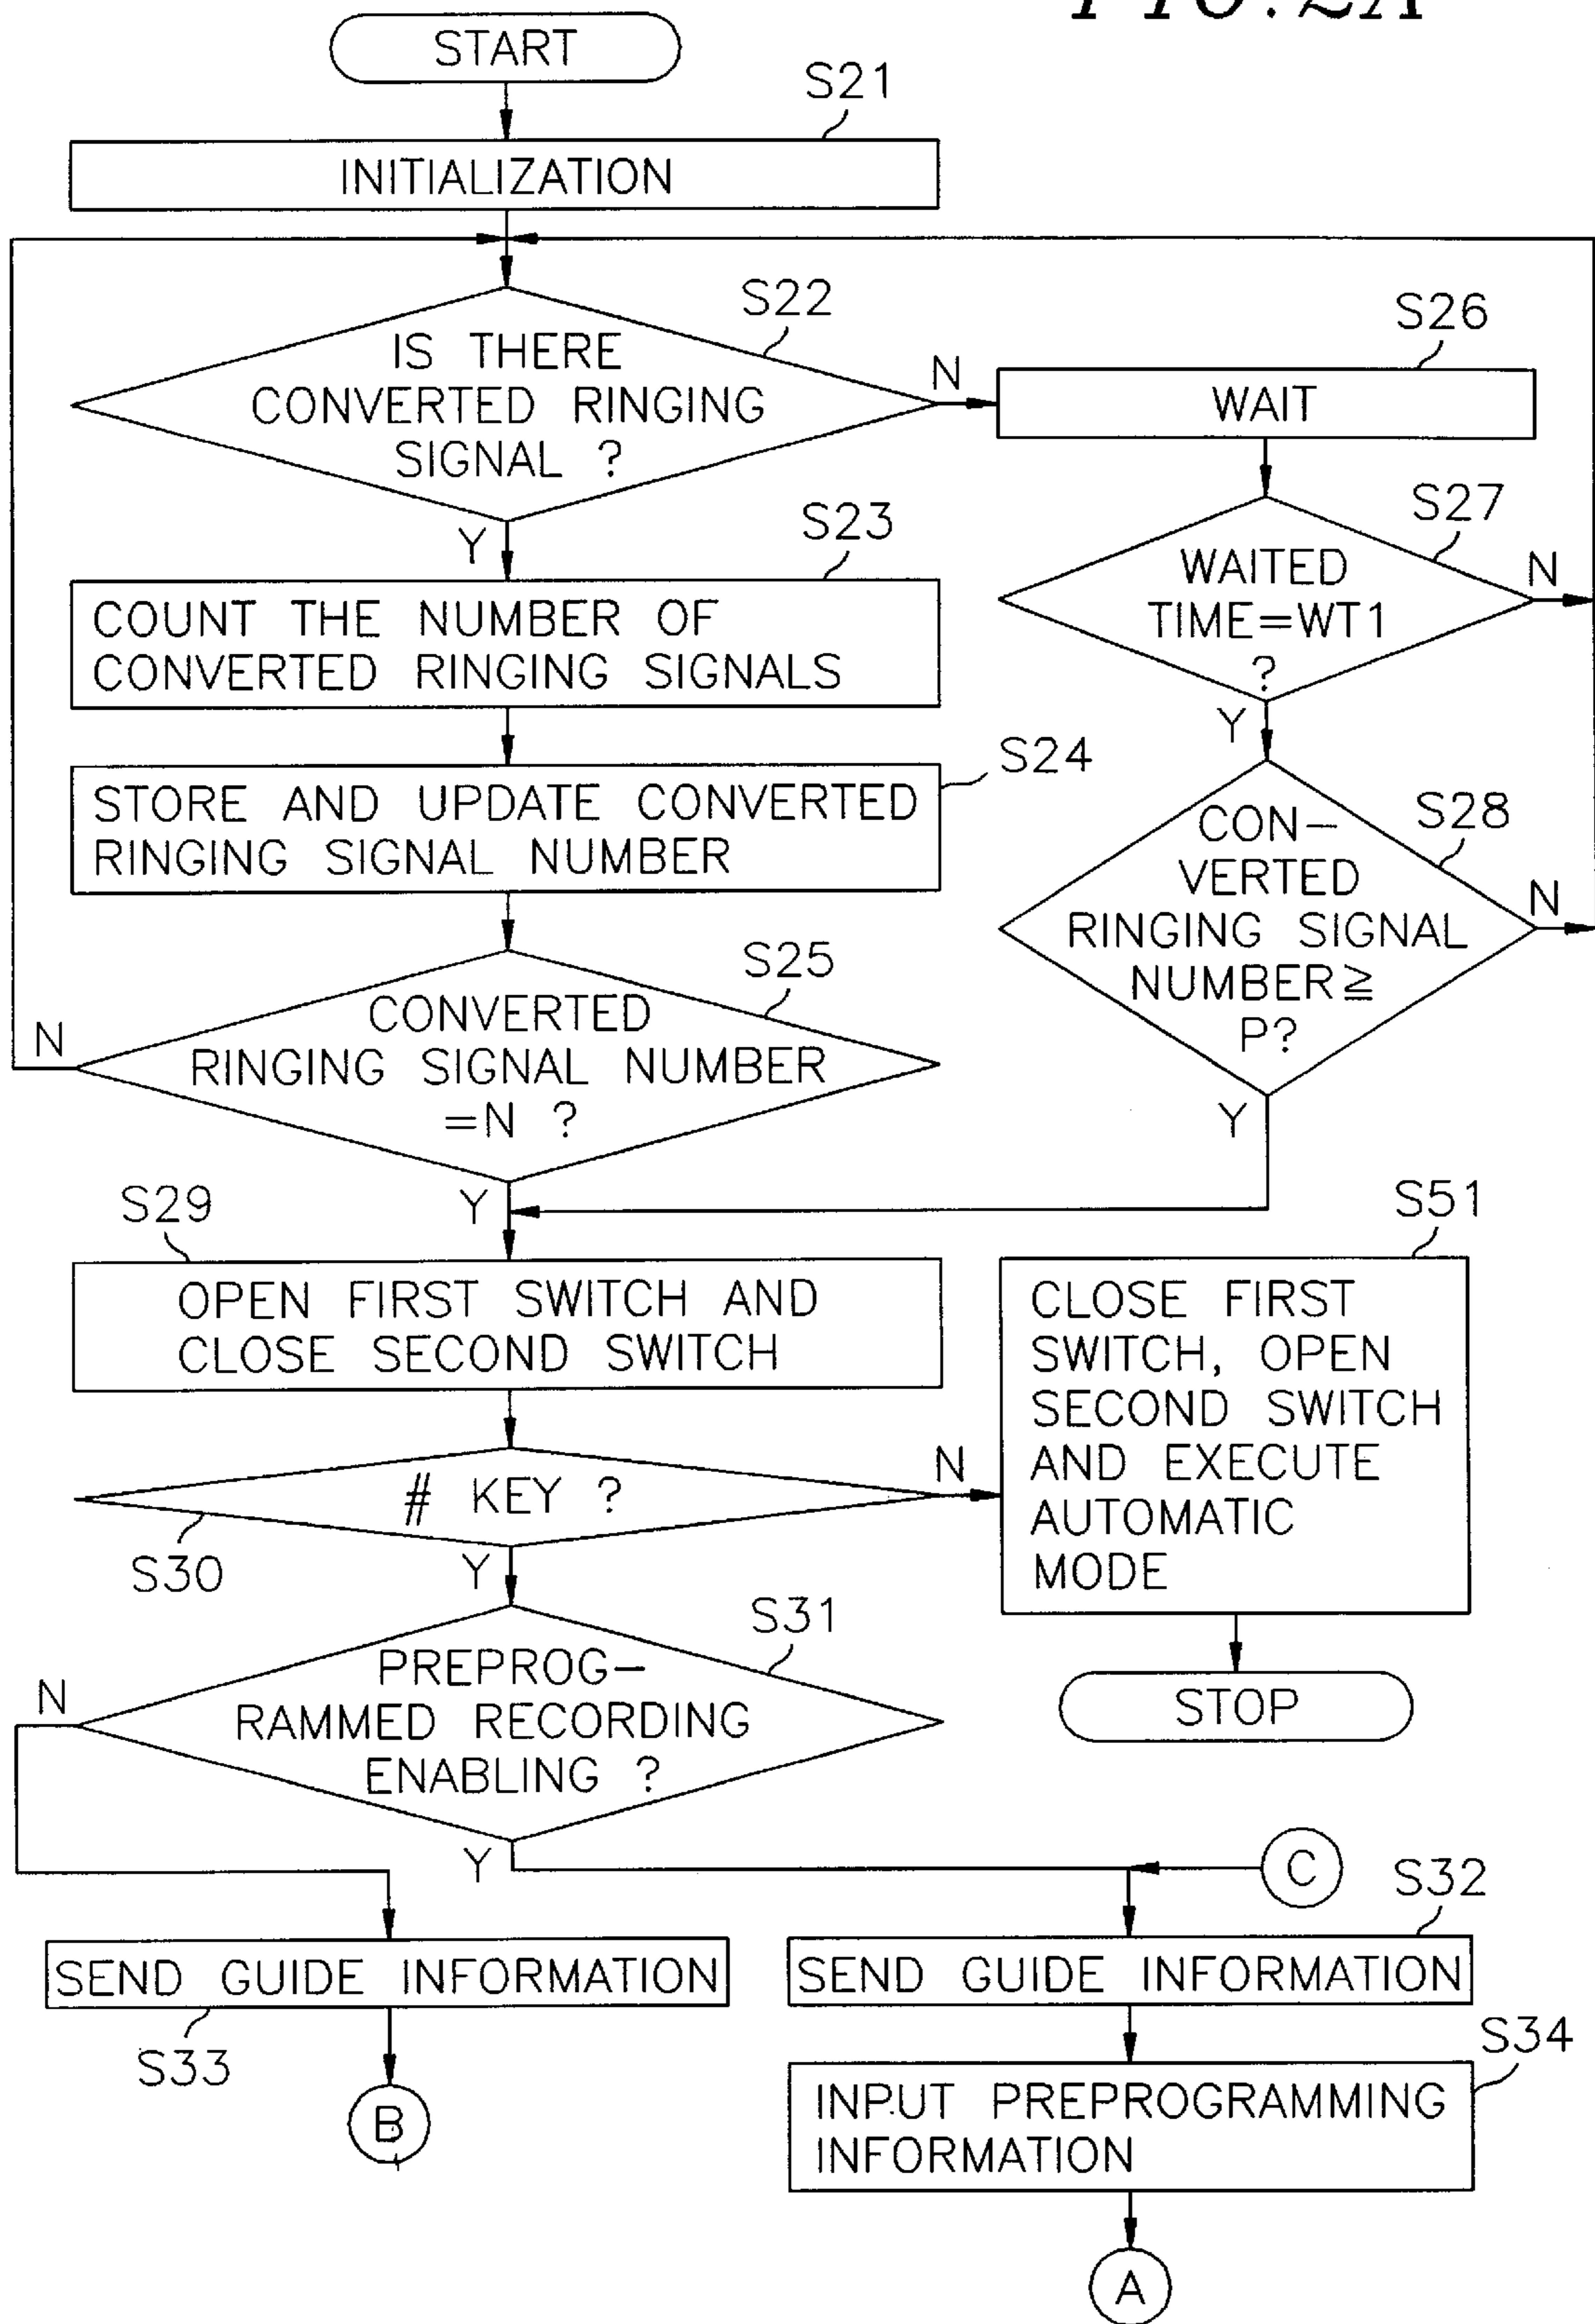 FIG. 2A
START
S21
INITIALIZATION
S22
IS THERE
CONVERTED RINGING
SIGNAL ?
N
S26
WAIT
Y
S23
COUNT THE NUMBER OF
CONVERTED RINGING SIGNALS
S27
WAITED
TIME=WT1
?
N
Y
S24
STORE AND UPDATE CONVERTED
RINGING SIGNAL NUMBER
S28
CON-
VERTED
RINGING SIGNAL
NUMBER≧
P?
N
Y
S25
CONVERTED
RINGING SIGNAL NUMBER
=N ?
N
Y
S29
OPEN FIRST SWITCH AND
CLOSE SECOND SWITCH
S51
CLOSE FIRST
SWITCH, OPEN
SECOND SWITCH
AND EXECUTE
AUTOMATIC
MODE
STOP
# KEY ?
N
S30
Y
S31
PREPROG-
RAMMED RECORDING
ENABLING ?
N
Y
C
S32
SEND GUIDE INFORMATION
SEND GUIDE INFORMATION
S33
B
S34
INPUT PREPROGRAMMING
INFORMATION
A